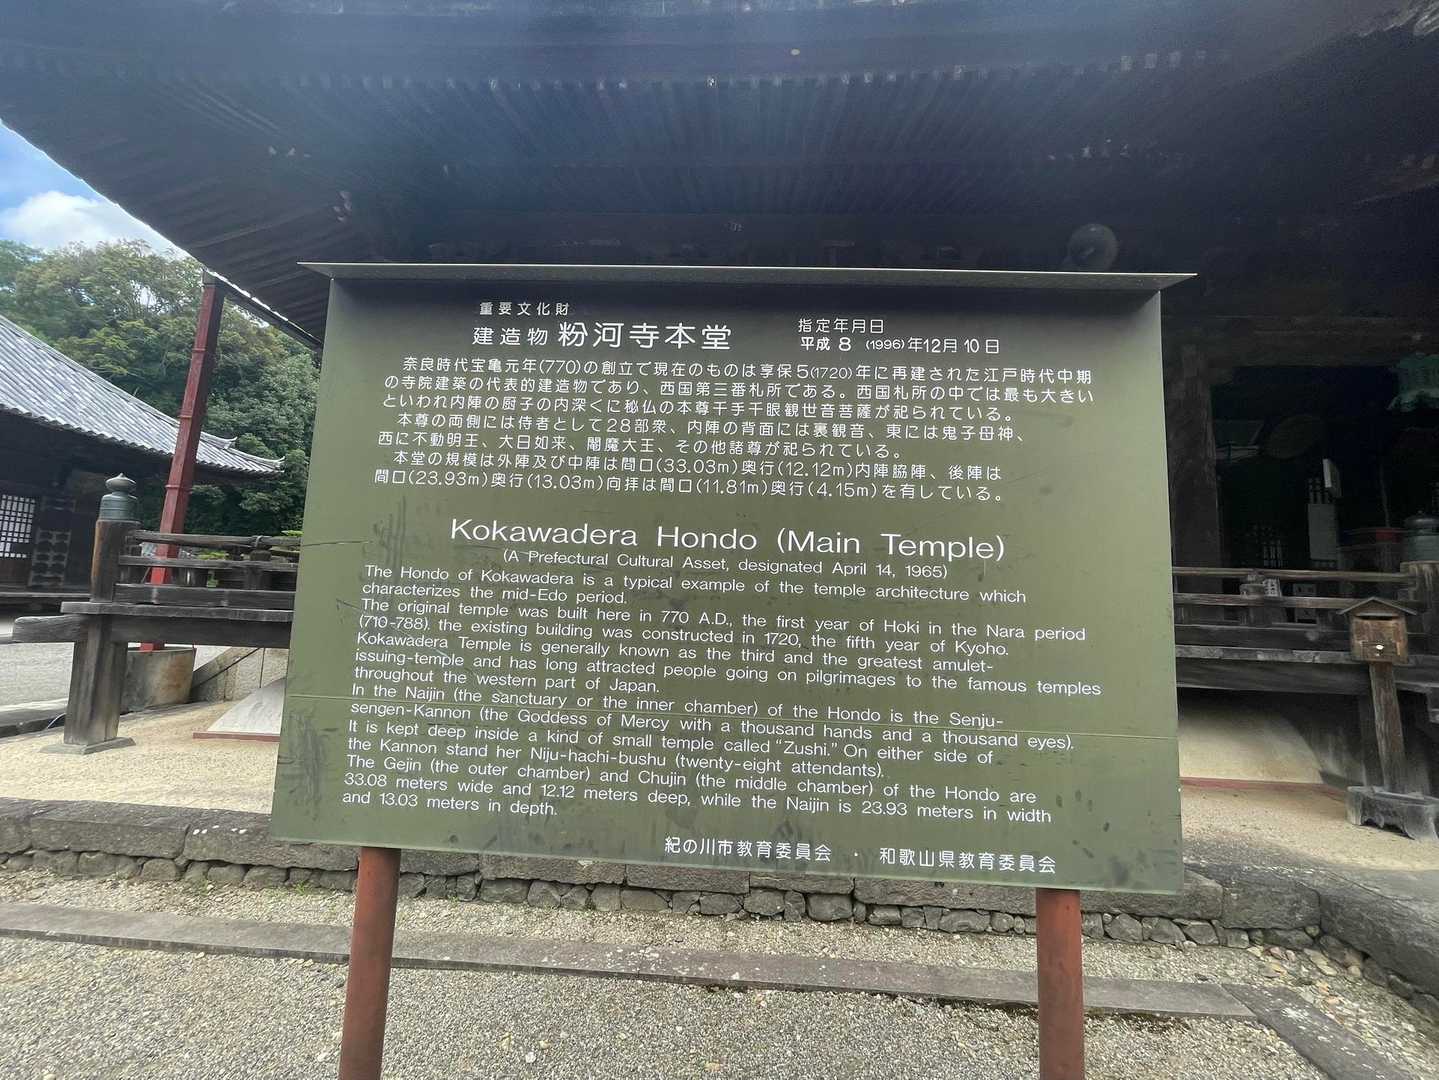 重要文化財
建造物 粉河寺本堂
指定年月日
平成 8 (1996)年12月10日
奈良時代宝亀元年(770)の創立で現在のものは享保5(1720)年に再建された江戸時代中期
の寺院建築の代表的建造物であり、西国第三番札所である。西国札所の中では最も大きい
といわれ内陣の厨子の内深くに秘仏の本尊千手千眼観世音菩薩が祀られている。
本尊の両側には侍者として28部衆、内陣の背面には裏観音、東には鬼子母神、
西に不動明王、大日如来、閻魔大王、その他諸尊が祀られている。
本堂の規模は外陣及び中陣は間口(33.03m)奥行(12.12m)内陣脇陣、後陣は
間口(23.93m)奥行(13.03m)向拝は間口(11.81m)奥行(4.15m)を有している。
Kokawadera Hondo (Main Temple)
(A Prefectural Cultural Asset, designated April 14, 1965)
The Hondo of Kokawadera is a typical example of the temple architecture which
characterizes the mid-Edo period.
The original temple was built here in 770 A.D., the first year of Hoki in the Nara period
(710-788). the existing building was constructed in 1720, the fifth year of Kyoho.
Kokawadera Temple is generally known as the third and the greatest amulet-
issuing-temple and has long attracted people going on pilgrimages to the famous temples
throughout the western part of Japan.
In the Naijin (the sanctuary or the inner chamber) of the Hondo is the Senju-
sengen-Kannon (the Goddess of Mercy with a thousand hands and a thousand eyes).
It is kept deep inside a kind of small temple called "Zushi." On either side of
the Kannon stand her Niju-hachi-bushu (twenty-eight attendants).
The Gejin (the outer chamber) and Chujin (the middle chamber) of the Hondo are
33.08 meters wide and 12.12 meters deep, while the Naijin is 23.93 meters in width
and 13.03 meters in depth.
紀の川市教育委員会 ・ 和歌山県教育委員会